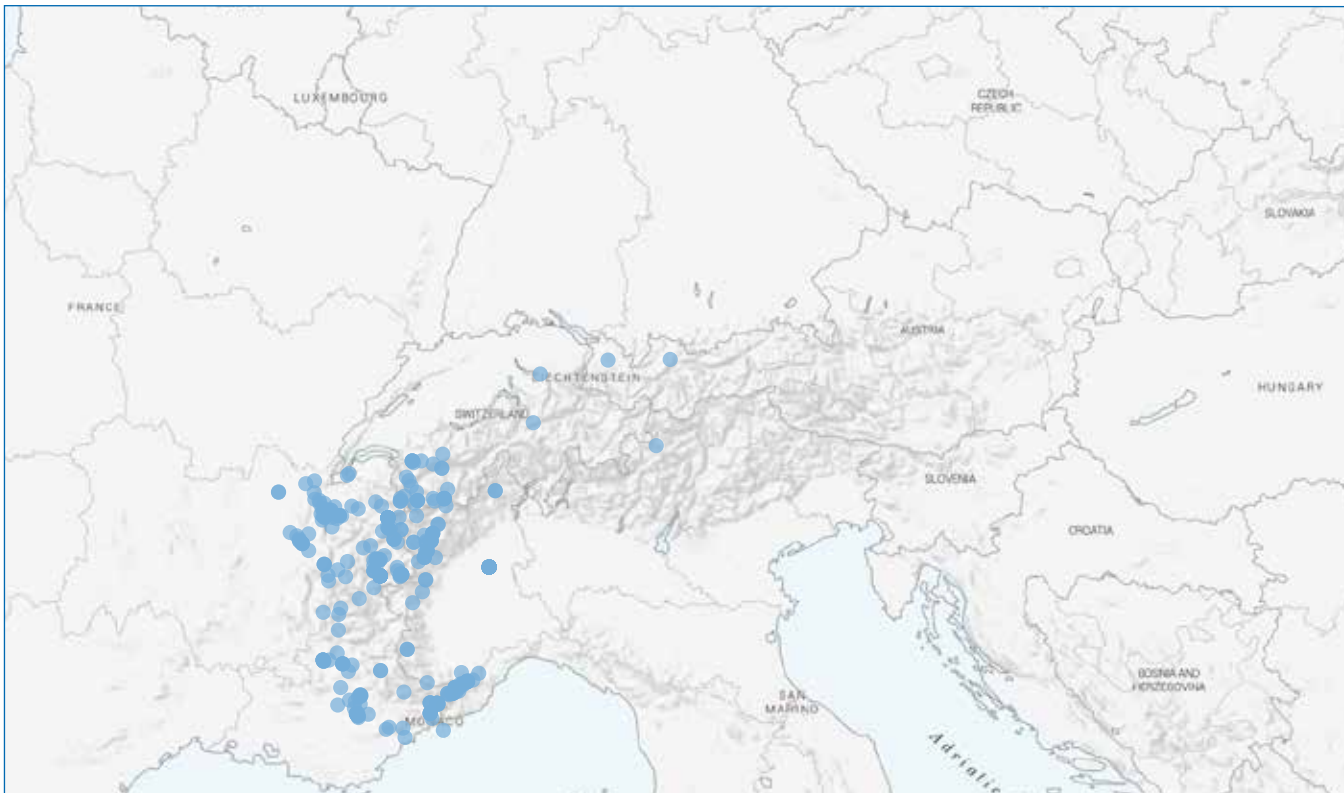 LUXEMBOURG
CZECH
REPUBLIC
SLOVAKIA
FRANCE
AUSTRIA
LIECHTENSTEIN
HUNGARY
SWITZERLAND
SLOVENIA
CROATIA
BOSNIA AND
HERZEGOVINA
SAN
MARINO
MONACO
Adriatic